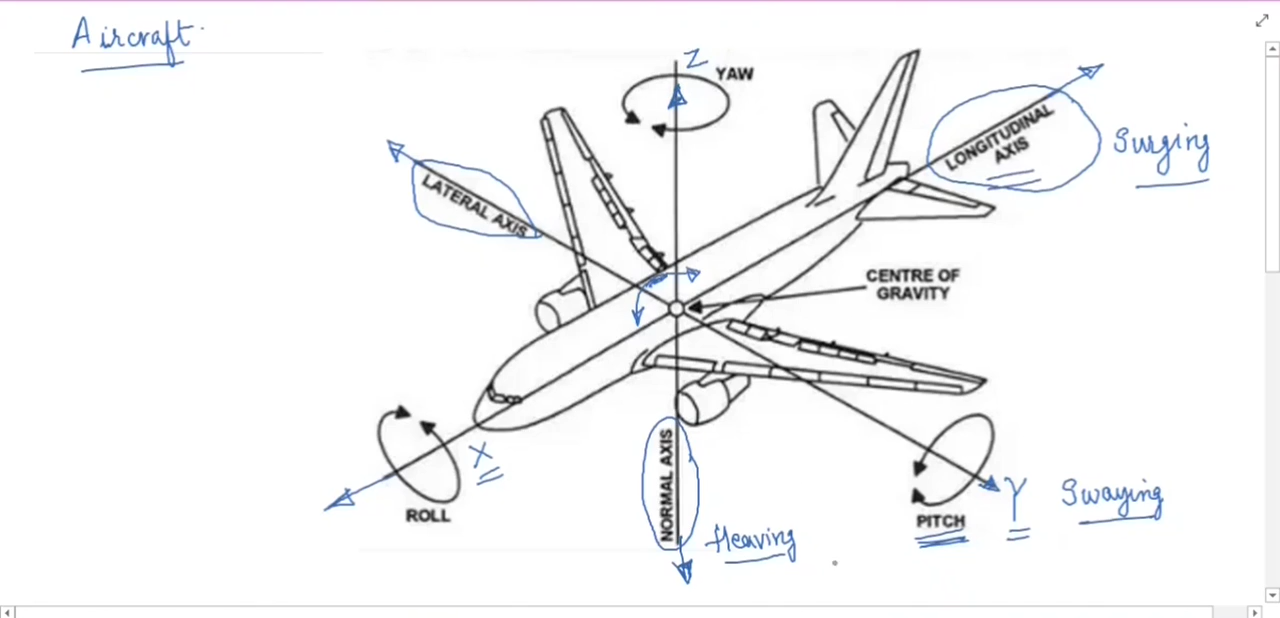 Aircraft
Z
YAW
LONGITUDINAL
AXIS
Surging
LATERAL AXIS
CENTRE OF
GRAVITY
X
ROLL
NORMAL AXIS
Heaving
PITCH
Y
Swaying